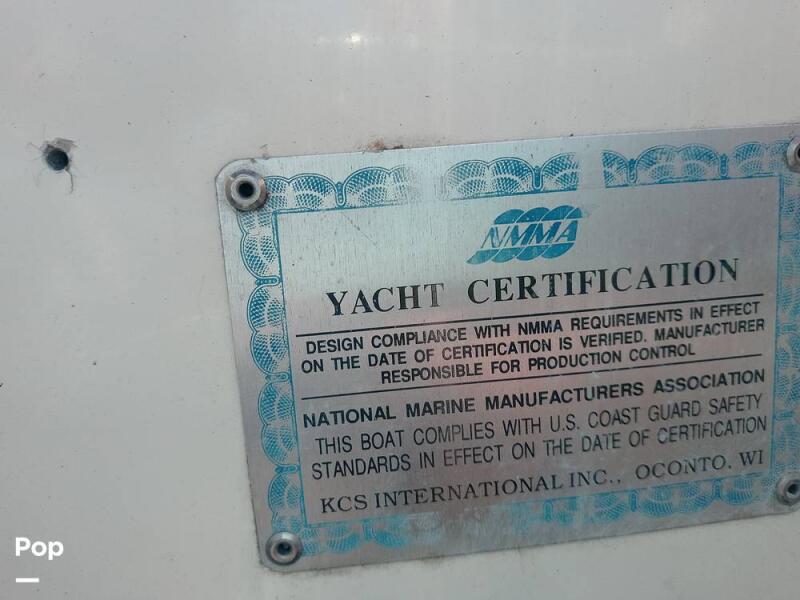 NMMA
YACHT CERTIFICATION
DESIGN COMPLIANCE WITH NMMA REQUIREMENTS IN EFFECT
ON THE DATE OF CERTIFICATION IS VERIFIED. MANUFACTURER
RESPONSIBLE FOR PRODUCTION CONTROL
NATIONAL MARINE MANUFACTURERS ASSOCIATION
THIS BOAT COMPLIES WITH U.S. COAST GUARD SAFETY
STANDARDS IN EFFECT ON THE DATE OF CERTIFICATION
KCS INTERNATIONAL INC., OCONTO, WI
Pop